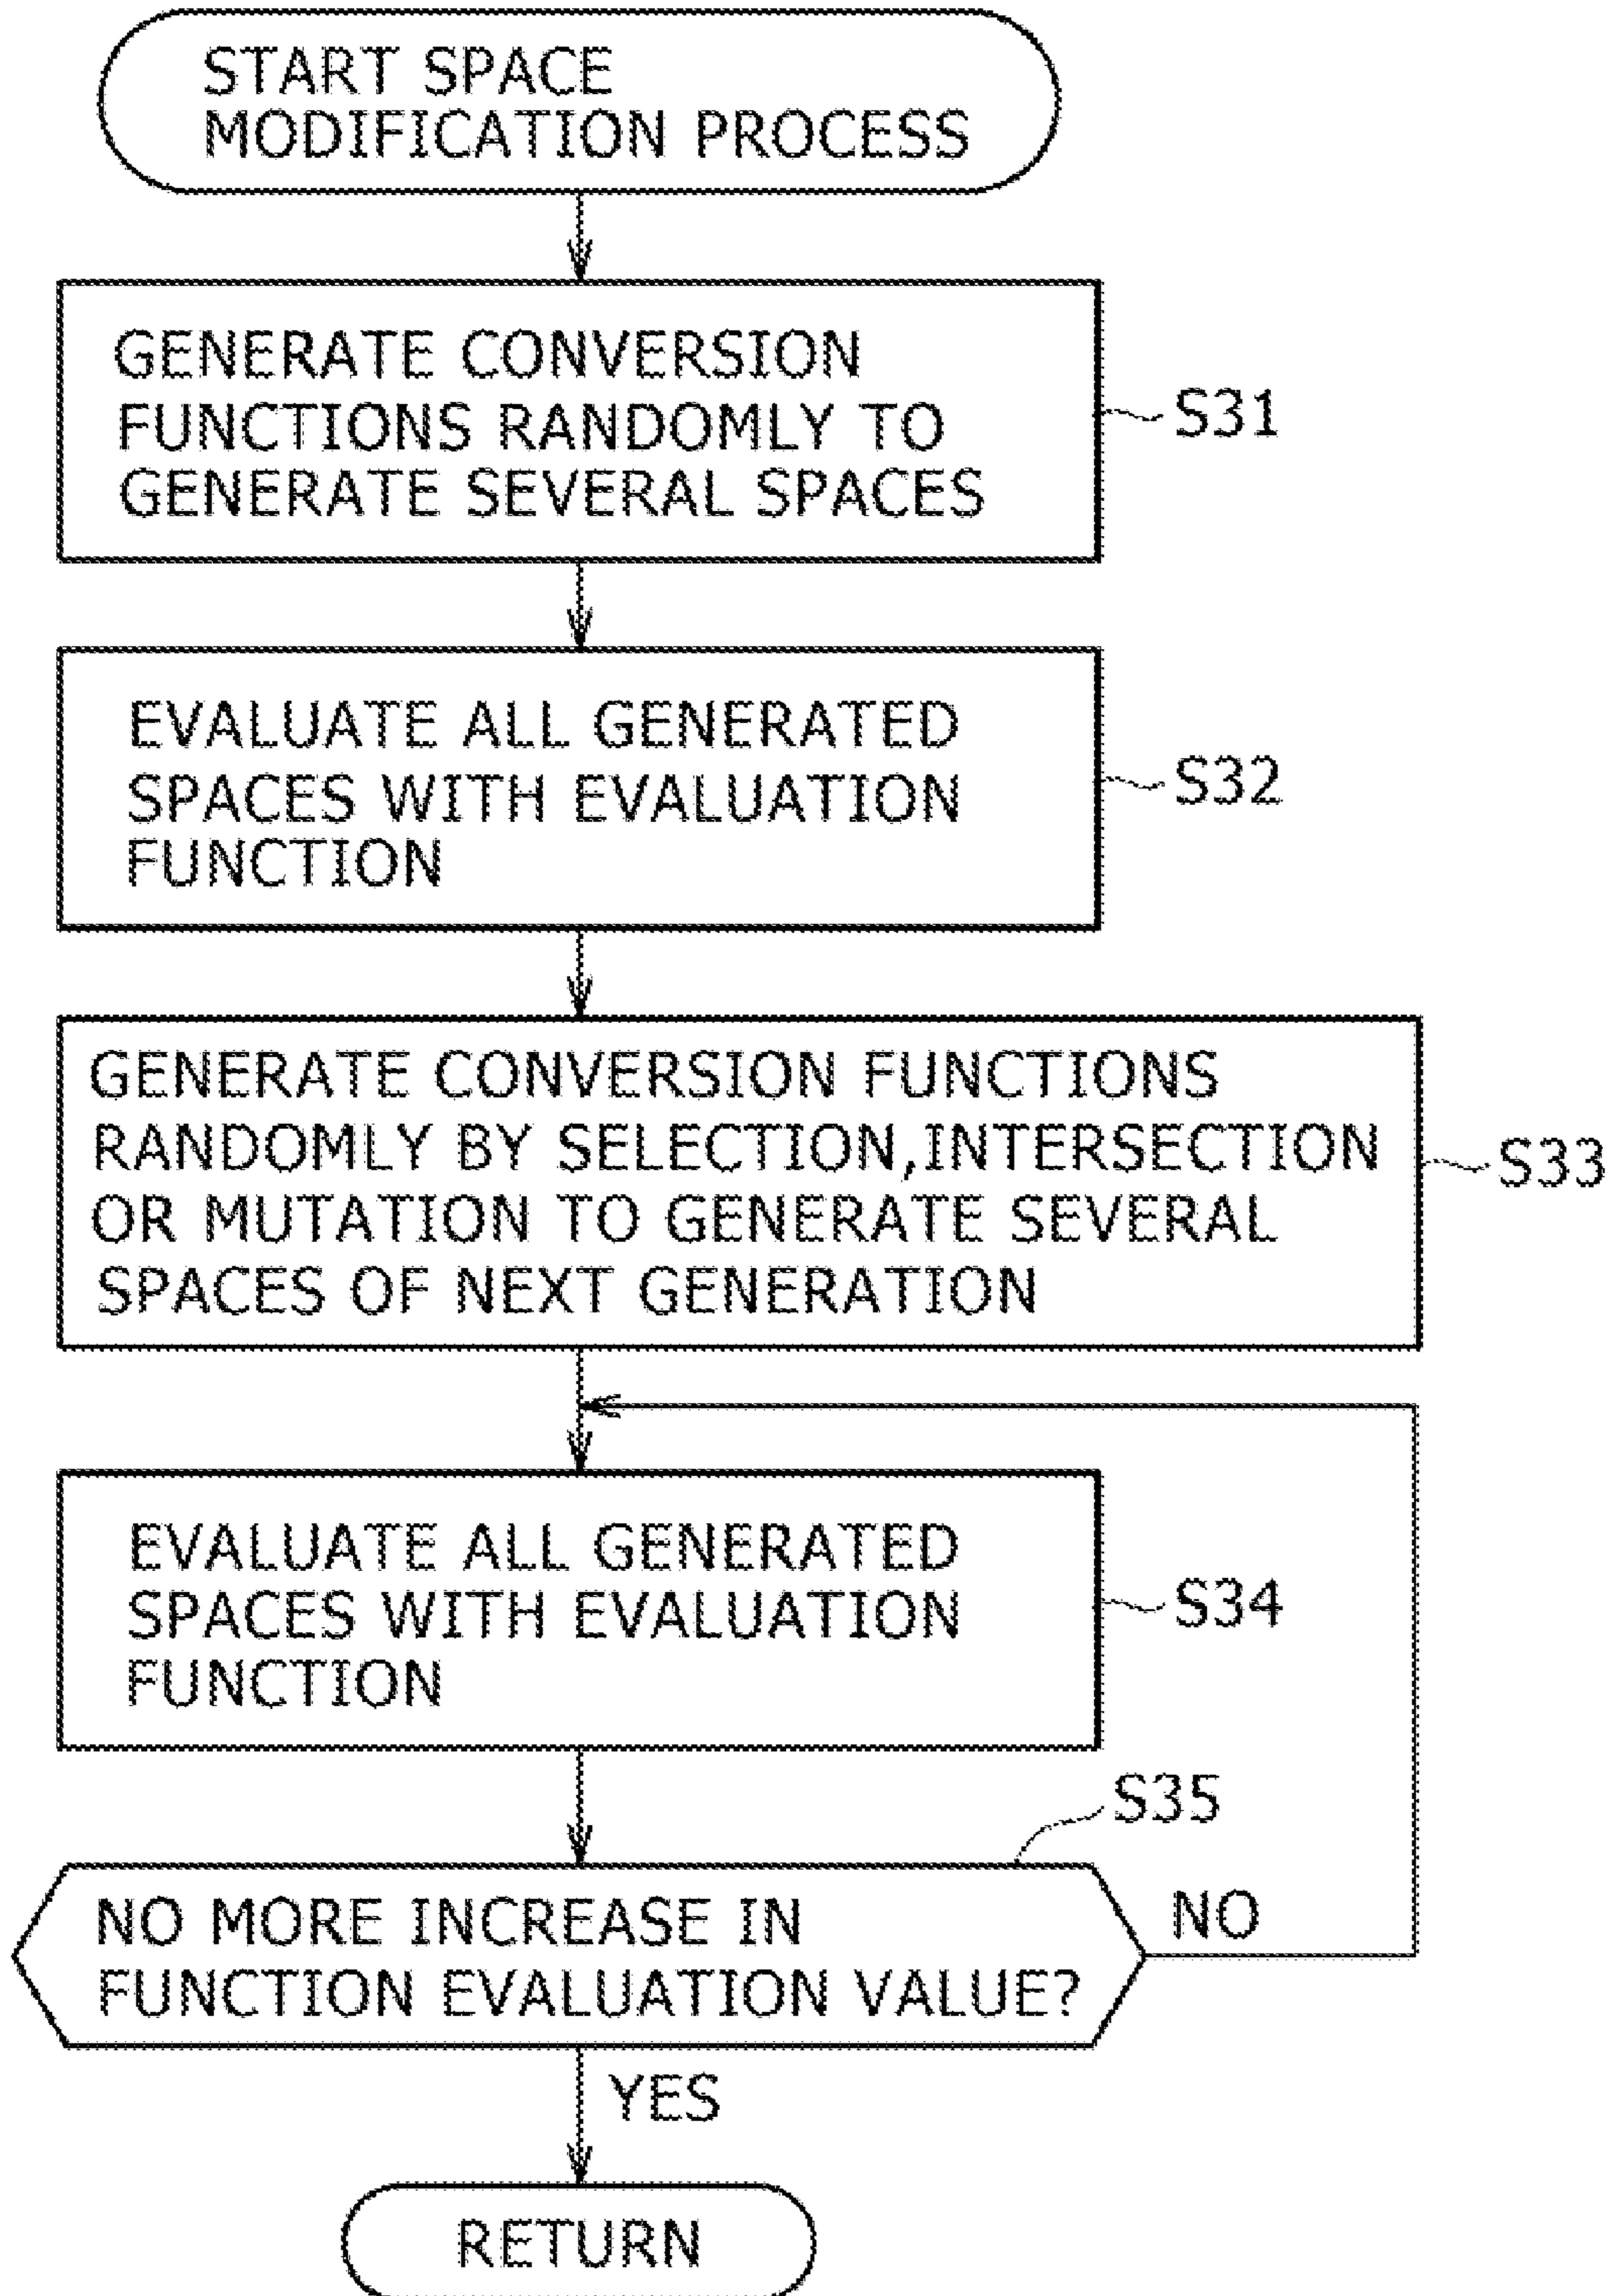 START SPACE
MODIFICATION PROCESS
GENERATE CONVERSION
FUNCTIONS RANDOMLY TO
GENERATE SEVERAL SPACES
S31
EVALUATE ALL GENERATED
SPACES WITH EVALUATION
FUNCTION
S32
GENERATE CONVERSION FUNCTIONS
RANDOMLY BY SELECTION,INTERSECTION
OR MUTATION TO GENERATE SEVERAL
SPACES OF NEXT GENERATION
S33
EVALUATE ALL GENERATED
SPACES WITH EVALUATION
FUNCTION
S34
S35
NO MORE INCREASE IN
FUNCTION EVALUATION VALUE?
NO
YES
RETURN